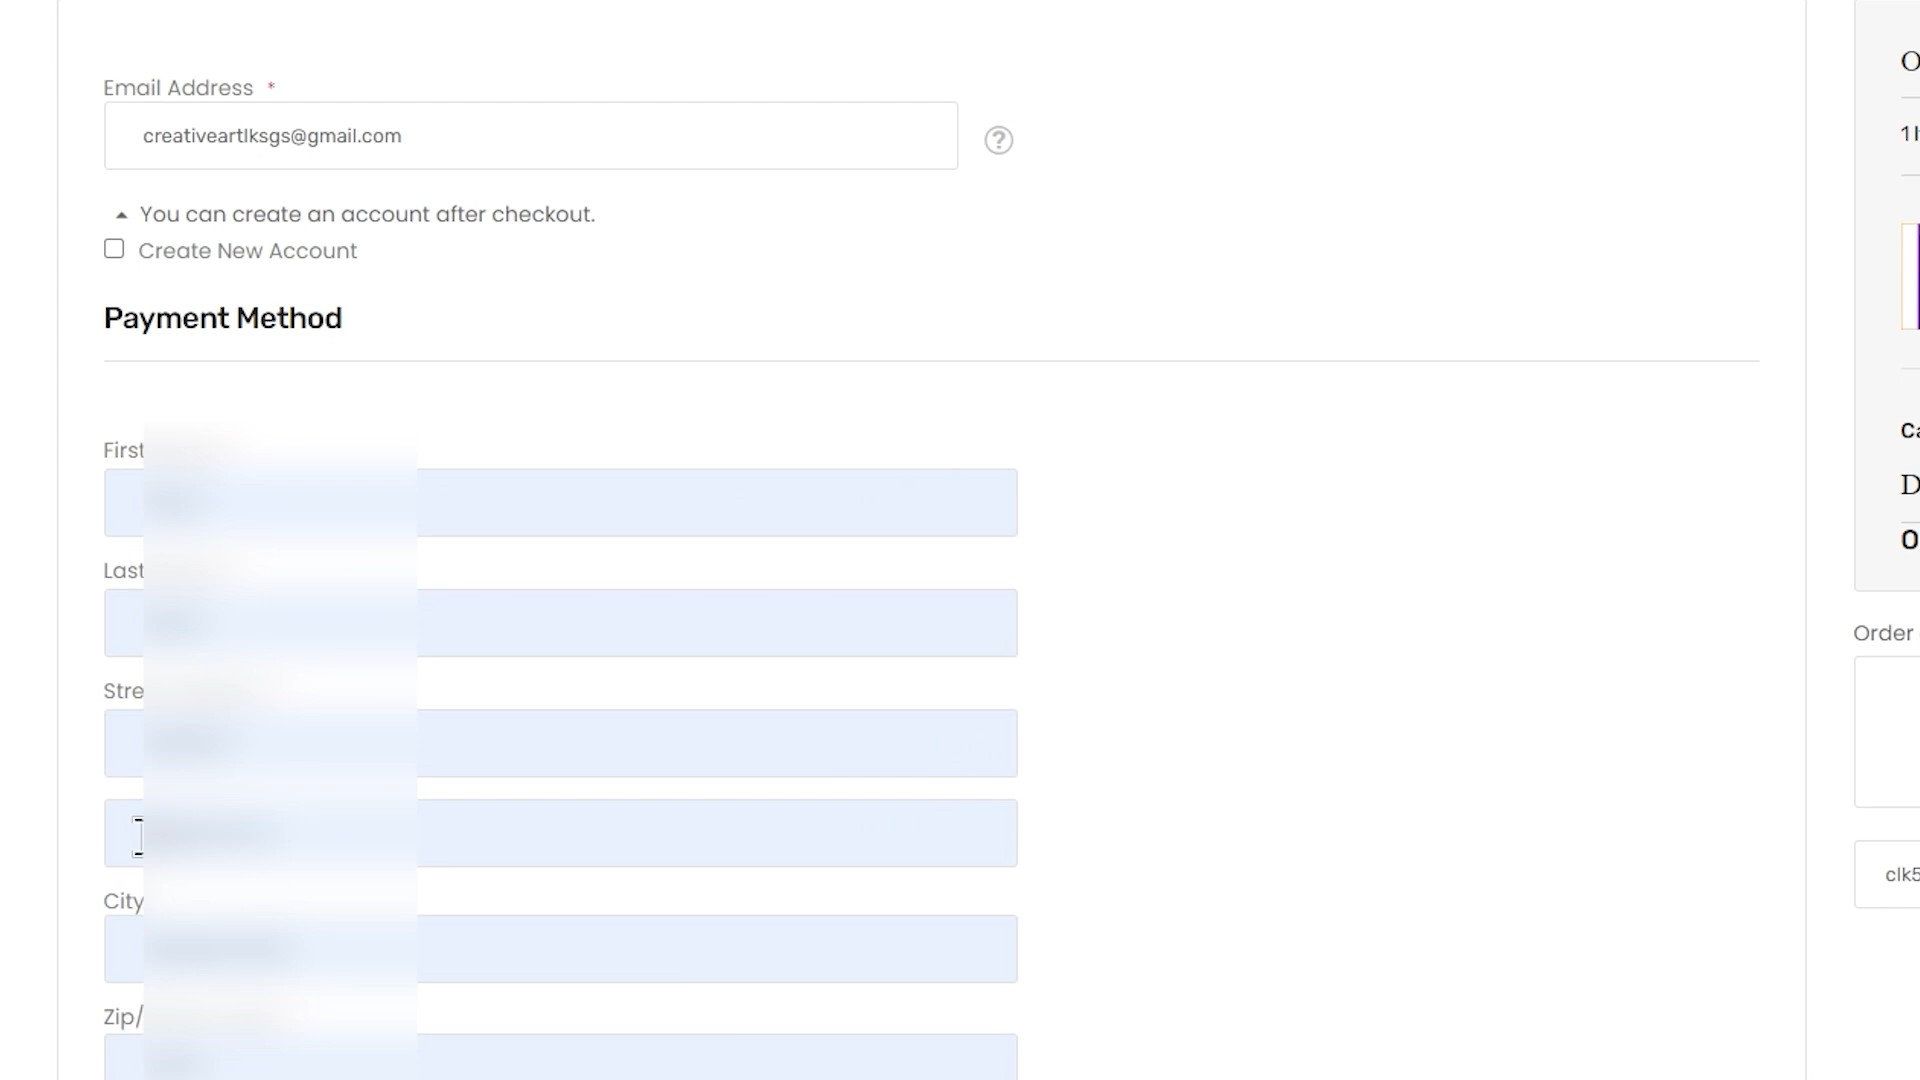 Email Address *
creativeartlksgs@gmail.com
You can create an account after checkout.
Create New Account
Payment Method
First
Last
Stre
City
Zip/
1
Order
clk5